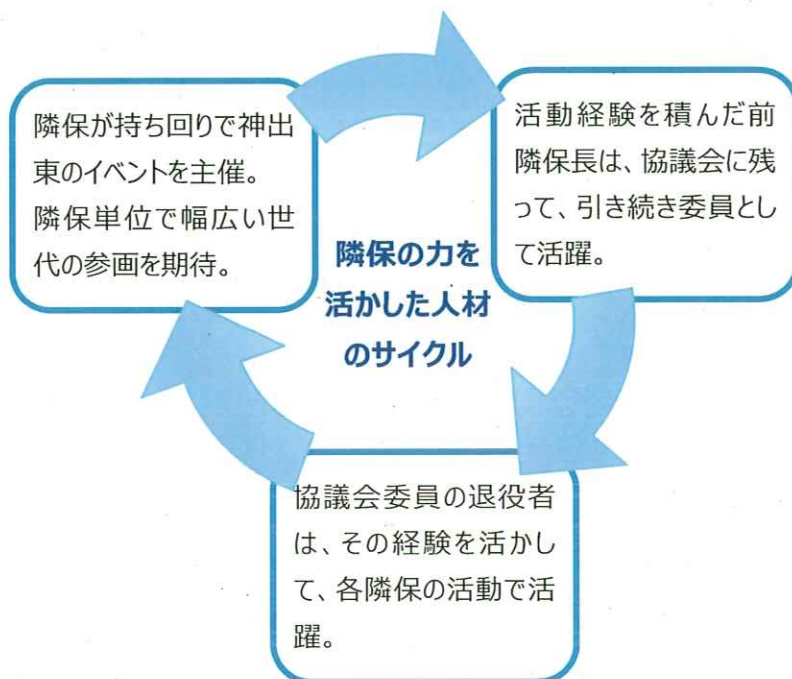 隣保が持ち回りで神出
東のイベントを主催。
隣保単位で幅広い世
代の参画を期待。
活動経験を積んだ前
隣保長は、協議会に残
って、引き続き委員とし
て活躍。
隣保の力を
活かした人材
のサイクル
協議会委員の退役者
は、その経験を活かし
て、各隣保の活動で活
躍。